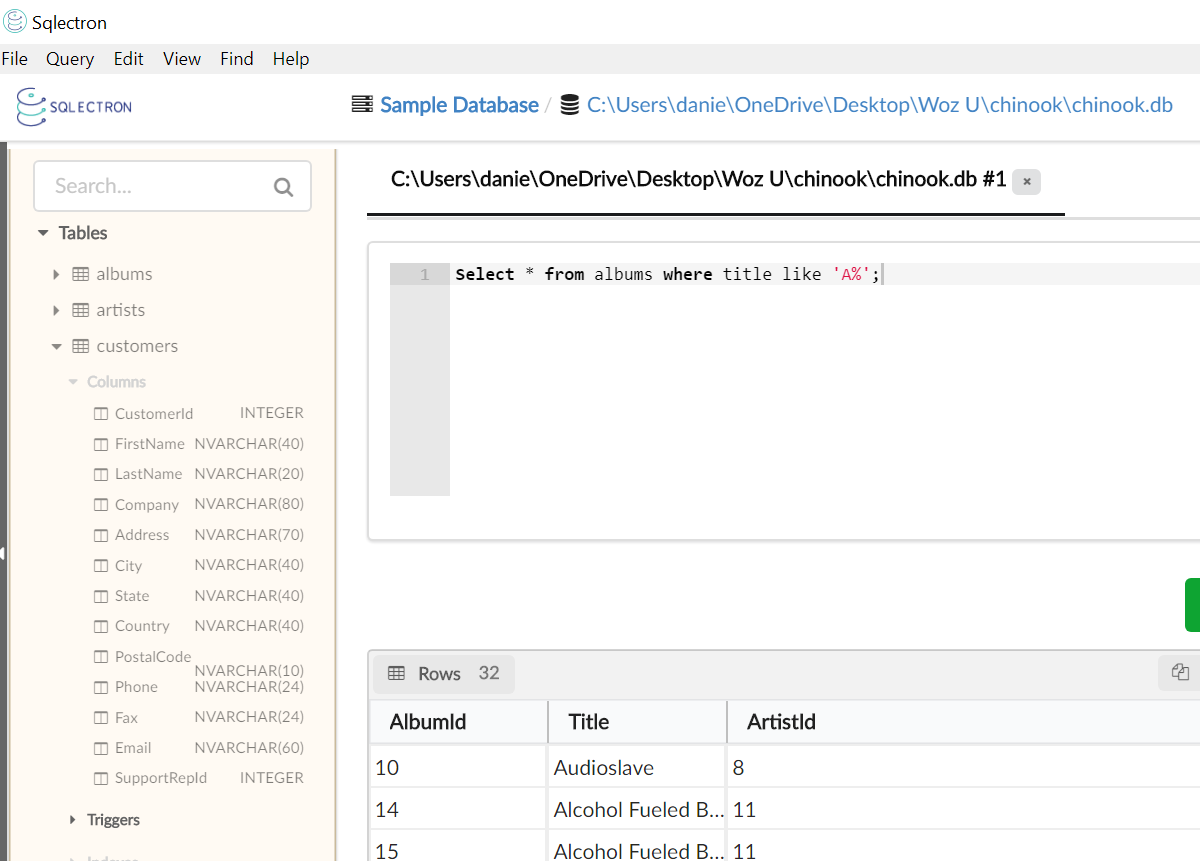 Sqlectron
File Query Edit View Find Help
SQLECTRON
Sample Database / C:\Users\danie\OneDrive\Desktop\Woz U\chinook\chinook.db
Search...
Tables
albums
artists
customers
Columns
CustomerId INTEGER
FirstName NVARCHAR(40)
LastName NVARCHAR(20)
Company NVARCHAR(80)
Address NVARCHAR(70)
City NVARCHAR(40)
State NVARCHAR(40)
Country NVARCHAR(40)
PostalCode NVARCHAR(10)
Phone NVARCHAR(24)
Fax NVARCHAR(24)
Email NVARCHAR(60)
SupportRepId INTEGER
Triggers
Indexes
C:\Users\danie\OneDrive\Desktop\Woz U\chinook\chinook.db #1 ×
1 Select * from albums where title like 'A%';
Rows 32
AlbumId Title ArtistId
10 Audioslave 8
14 Alcohol Fueled B... 11
15 Alcohol Fueled B... 11